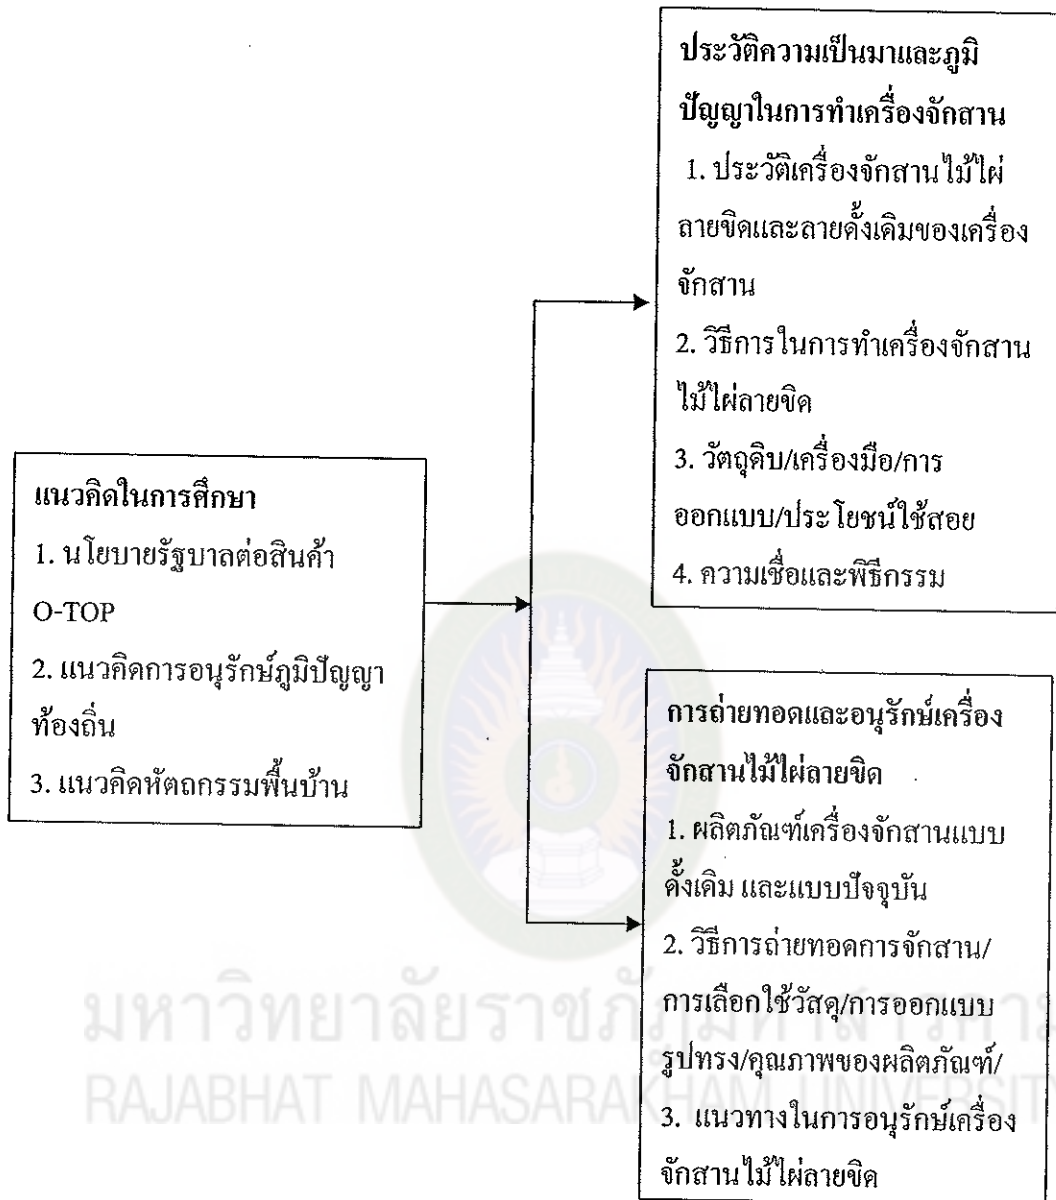 ประวัติความเป็นมาและภูมิ
ปัญญาในการทำเครื่องจักสาน
1. ประวัติเครื่องจักสานไม้ไผ่
ลายขิดและลายดั้งเดิมของเครื่อง
จักสาน
2. วิธีการในการทำเครื่องจักสาน
ไม้ไผ่ลายขิด
3. วัตถุดิบ/เครื่องมือ/การ
ออกแบบ/ประโยชน์ใช้สอย
4. ความเชื่อและพิธีกรรม
แนวคิดในการศึกษา
1. นโยบายรัฐบาลต่อสินค้า
O-TOP
2. แนวคิดการอนุรักษ์ภูมิปัญญา
ท้องถิ่น
3. แนวคิดหัตถกรรมพื้นบ้าน
การถ่ายทอดและอนุรักษ์เครื่อง
จักสานไม้ไผ่ลายขิด
1. ผลิตภัณฑ์เครื่องจักสานแบบ
ดั้งเดิม และแบบปัจจุบัน
2. วิธีการถ่ายทอดการจักสาน/
การเลือกใช้วัสดุ/การออกแบบ
รูปทรง/คุณภาพของผลิตภัณฑ์/
3. แนวทางในการอนุรักษ์เครื่อง
จักสานไม้ไผ่ลายขิด
มหาวิทยาลัยราชภัฏมหาสารคาม
RAJABHAT MAHASARAKHAM UNIVERSITY